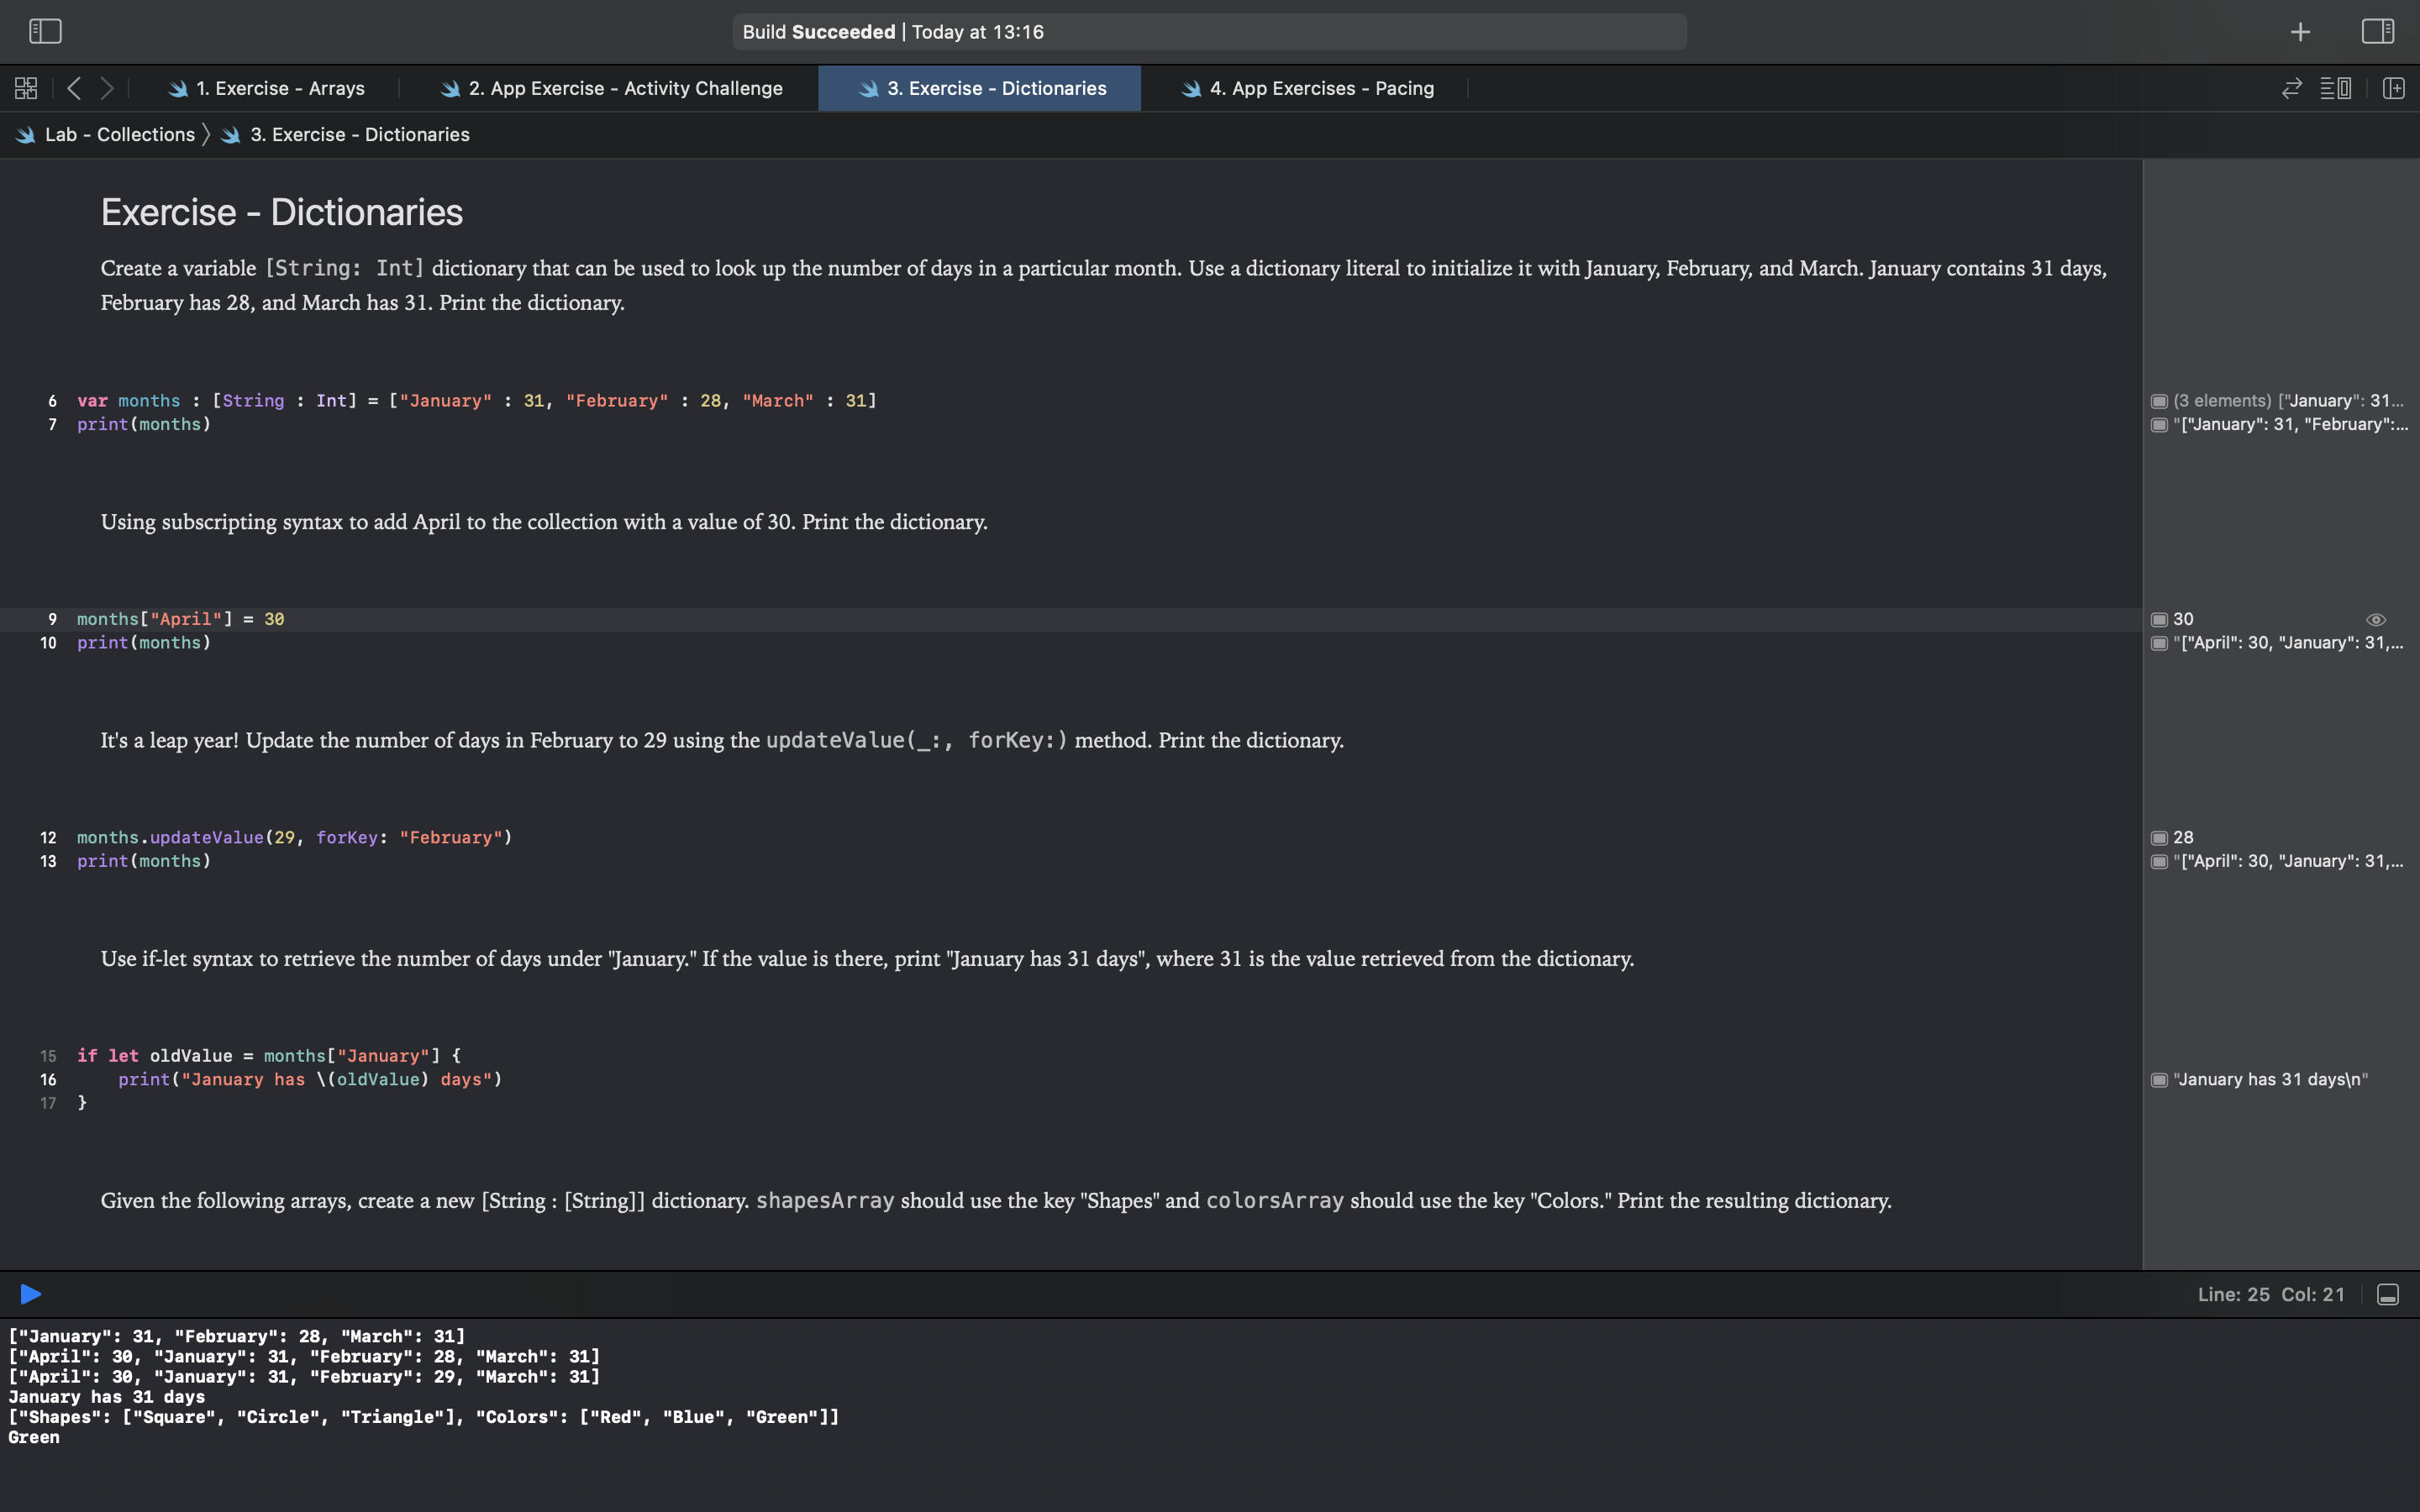 Build Succeeded | Today at 13:16
1. Exercise - Arrays
2. App Exercise - Activity Challenge
3. Exercise - Dictionaries
4. App Exercises - Pacing
Lab - Collections 〉 3. Exercise - Dictionaries
Exercise - Dictionaries
Create a variable [String: Int] dictionary that can be used to look up the number of days in a particular month. Use a dictionary literal to initialize it with January, February, and March. January contains 31 days,
February has 28, and March has 31. Print the dictionary.
6 var months : [String : Int] = ["January" : 31, "February" : 28, "March" : 31]
(3 elements) ["January": 31...
7 print(months)
"["January": 31, "February":...
Using subscripting syntax to add April to the collection with a value of 30. Print the dictionary.
9 months["April"] = 30
30
10 print(months)
"["April": 30, "January": 31,...
It's a leap year! Update the number of days in February to 29 using the updateValue(_:, forKey:) method. Print the dictionary.
12 months.updateValue(29, forKey: "February")
28
13 print(months)
"["April": 30, "January": 31,...
Use if-let syntax to retrieve the number of days under "January." If the value is there, print "January has 31 days", where 31 is the value retrieved from the dictionary.
15 if let oldValue = months["January"] {
16 print("January has \(oldValue) days")
"January has 31 days\n"
17 }
Given the following arrays, create a new [String : [String]] dictionary. shapesArray should use the key "Shapes" and colorsArray should use the key "Colors." Print the resulting dictionary.
Line: 25 Col: 21
["January": 31, "February": 28, "March": 31]
["April": 30, "January": 31, "February": 28, "March": 31]
["April": 30, "January": 31, "February": 29, "March": 31]
January has 31 days
["Shapes": ["Square", "Circle", "Triangle"], "Colors": ["Red", "Blue", "Green"]]
Green